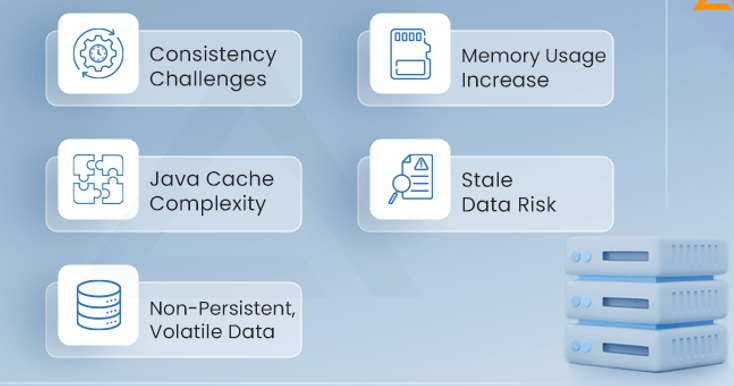 Consistency
Challenges
Memory Usage
Increase
Java Cache
Complexity
Stale
Data Risk
Non-Persistent,
Volatile Data